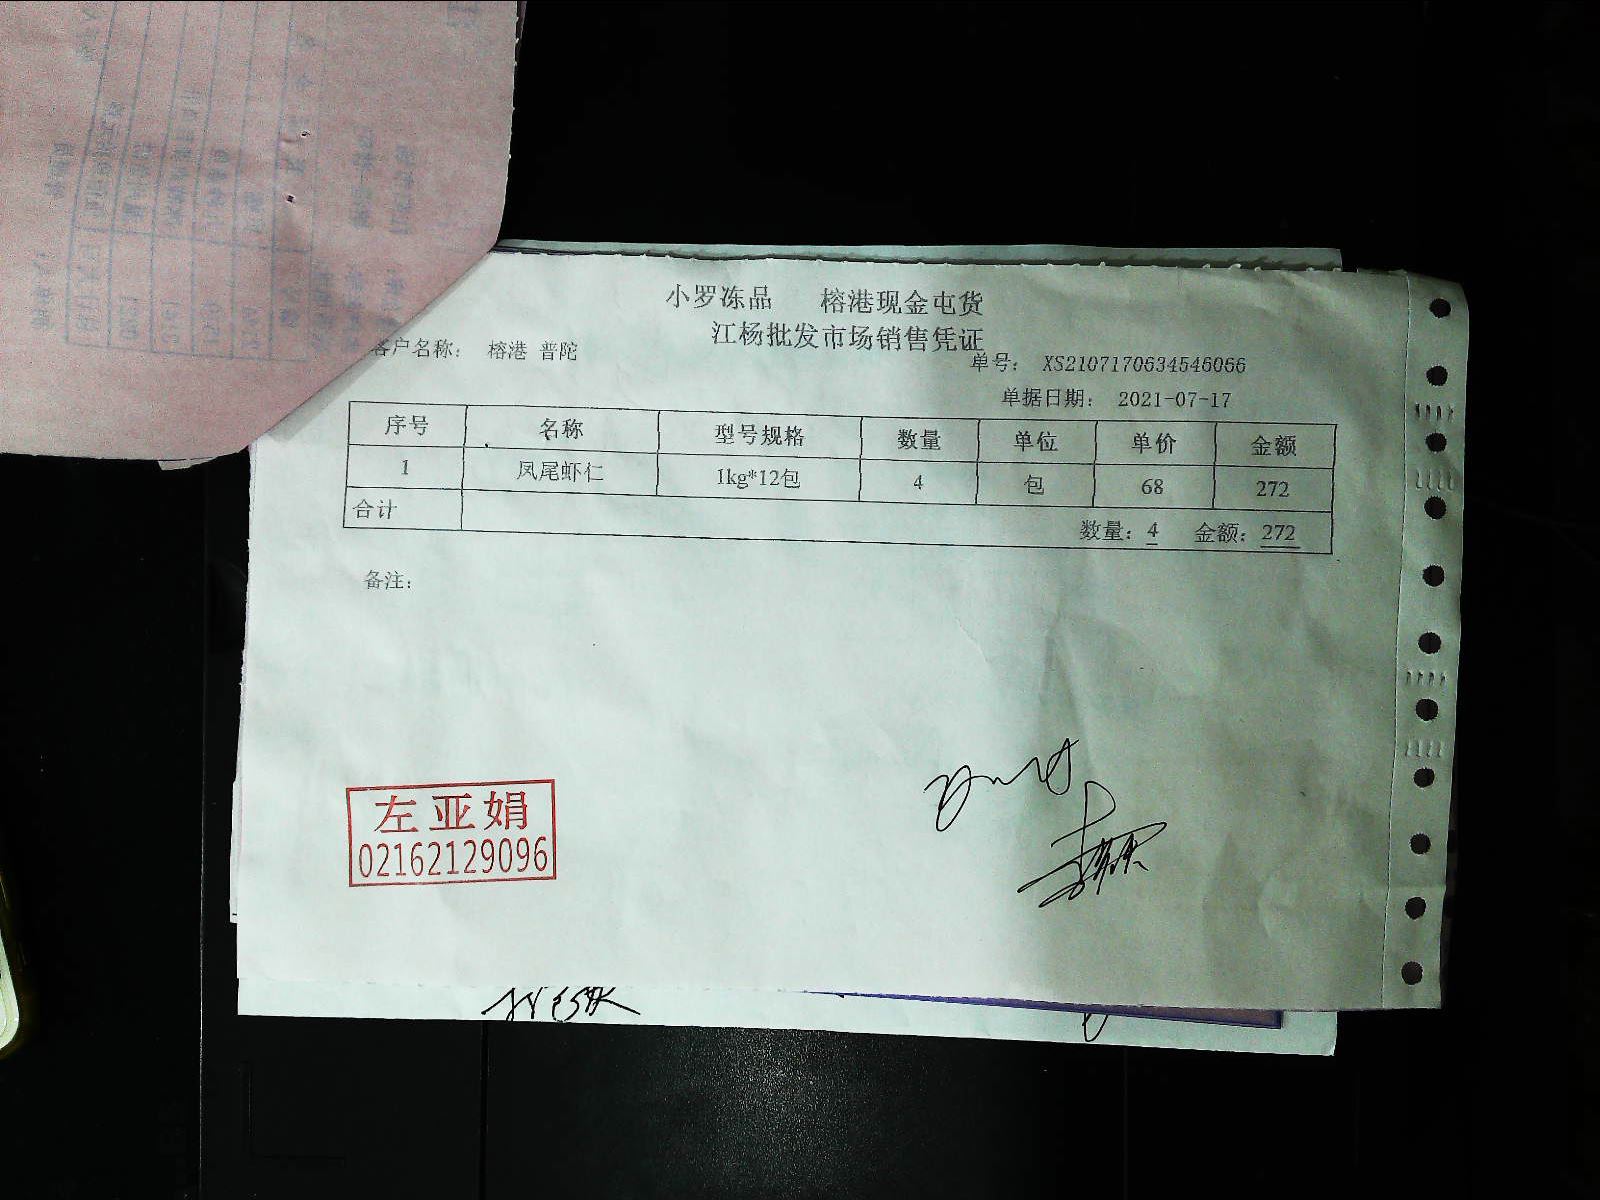 小罗冻品 榕港现金屯货
江杨批发市场销售凭证
客户名称： 榕港 普陀
单号： XS2107170634546066
单据日期： 2021-07-17
序号 名称 型号规格 数量 单位 单价 金额
1 凤尾虾仁 1kg*12包 4 包 68 272
合计 数量：4 金额：272
备注：
左亚娟
02162129096